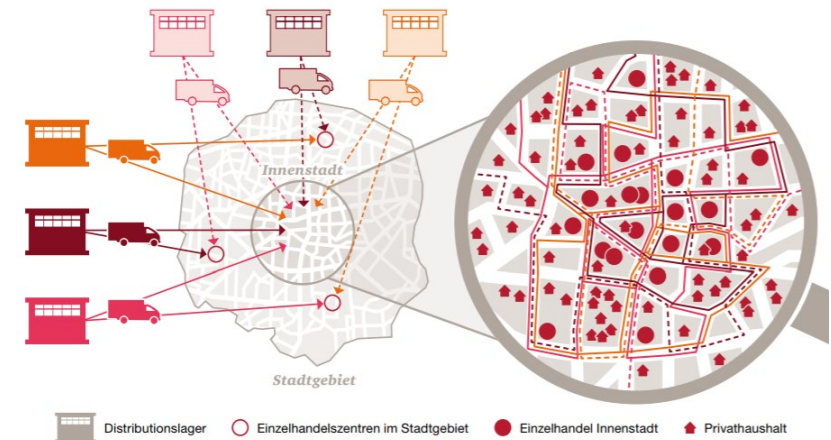 Innenstadt
Stadtgebiet
Distributionslager
Einzelhandelszentren im Stadtgebiet
Einzelhandel Innenstadt
Privathaushalt